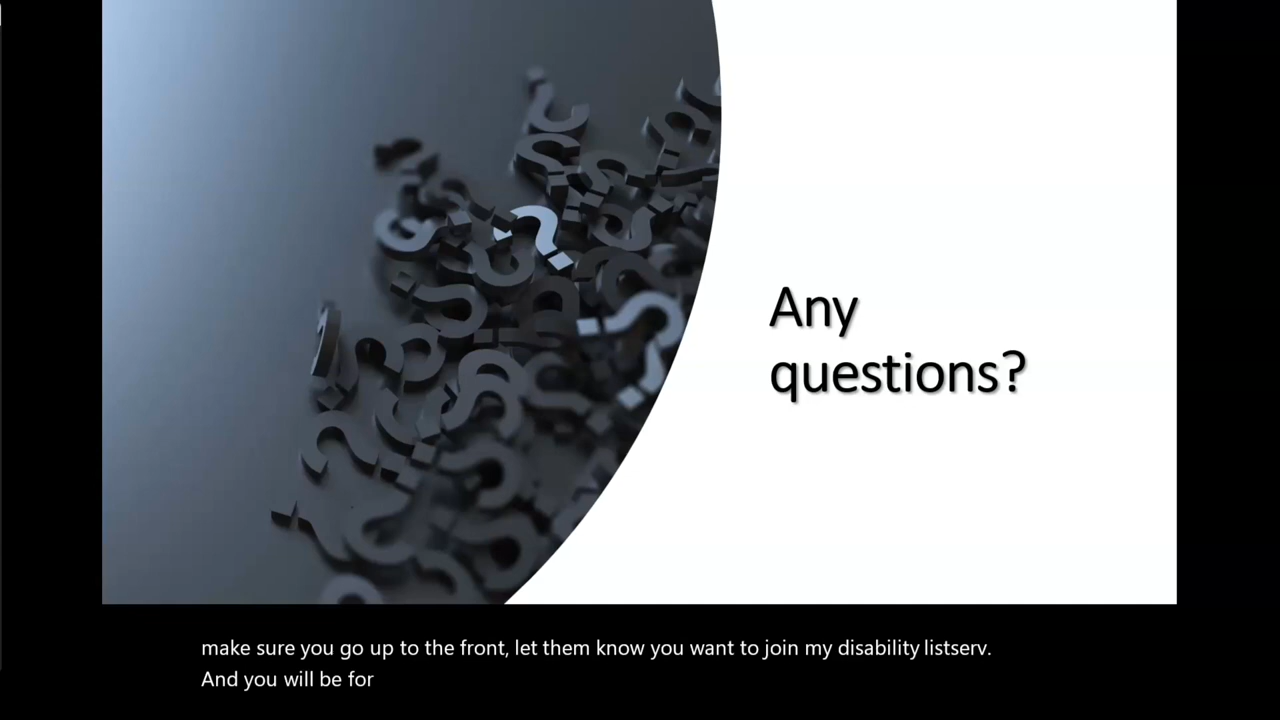 Any
questions?
make sure you go up to the front, let them know you want to join my disability listserv.
And you will be for